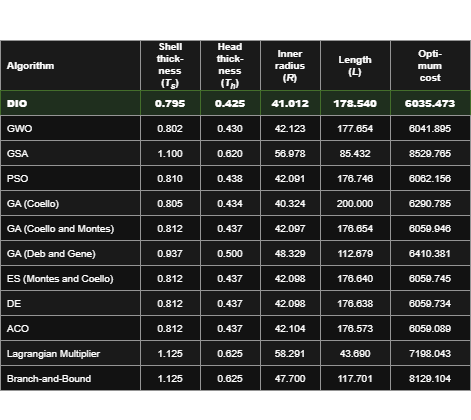 Algorithm Shell thick-ness (Ts) Head thick-ness (Th) Inner radius (R) Length (L) Opti-mum cost
DIO 0.795 0.425 41.012 178.540 6035.473
GWO 0.802 0.430 42.123 177.654 6041.895
GSA 1.100 0.620 56.978 85.432 8529.765
PSO 0.810 0.438 42.091 176.746 6062.156
GA (Coello) 0.805 0.434 40.324 200.000 6290.785
GA (Coello and Montes) 0.812 0.437 42.097 176.654 6059.946
GA (Deb and Gene) 0.937 0.500 48.329 112.679 6410.381
ES (Montes and Coello) 0.812 0.437 42.098 176.640 6059.745
DE 0.812 0.437 42.098 176.638 6059.734
ACO 0.812 0.437 42.104 176.573 6059.089
Lagrangian Multiplier 1.125 0.625 58.291 43.690 7198.043
Branch-and-Bound 1.125 0.625 47.700 117.701 8129.104